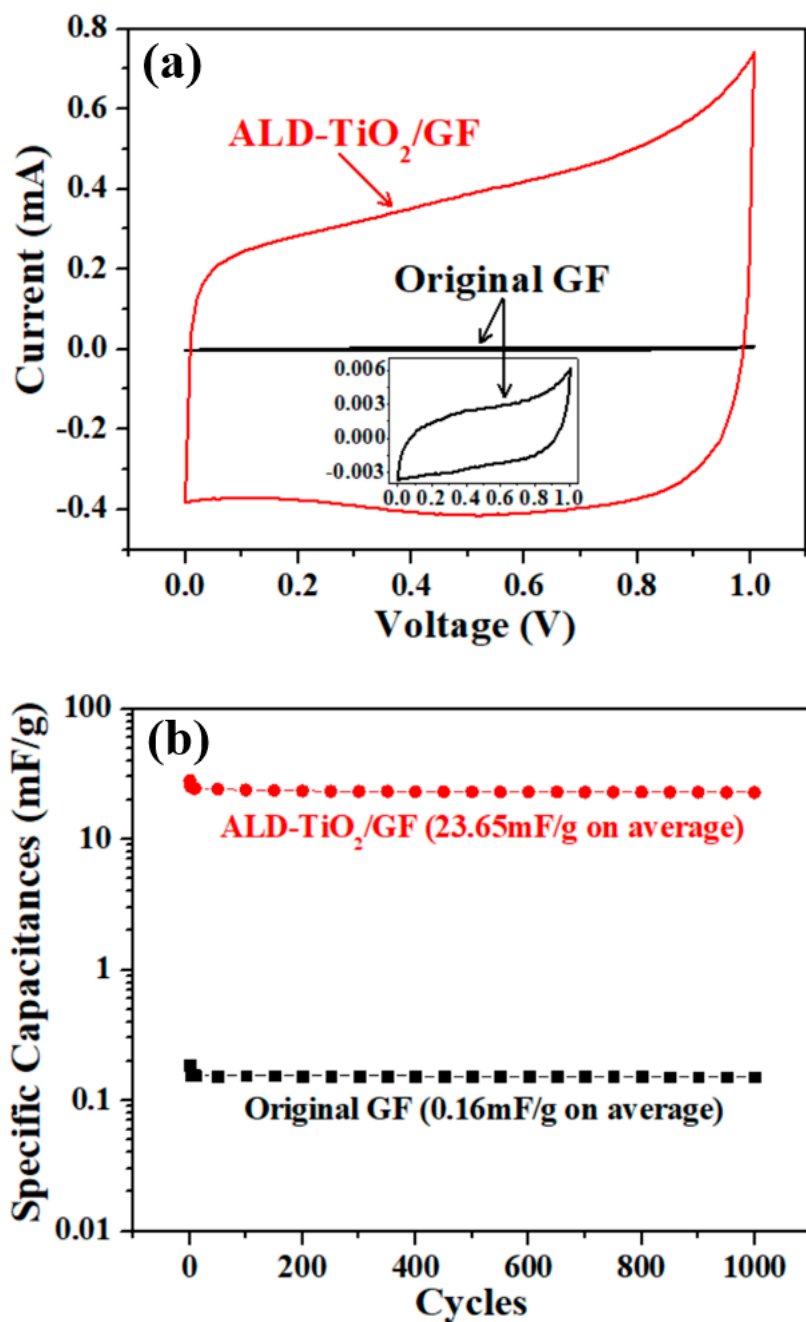 (a)
0.8
0.6
0.4
0.2
0.0
-0.2
-0.4
Current (mA)
ALD-TiO₂/GF
Original GF
0.006
0.003
0.000
-0.003
0.0 0.2 0.4 0.6 0.8 1.0
0.0 0.2 0.4 0.6 0.8 1.0
Voltage (V)
(b)
100
10
1
0.1
0.01
Specific Capacitances (mF/g)
ALD-TiO₂/GF (23.65mF/g on average)
Original GF (0.16mF/g on average)
0 200 400 600 800 1000
Cycles